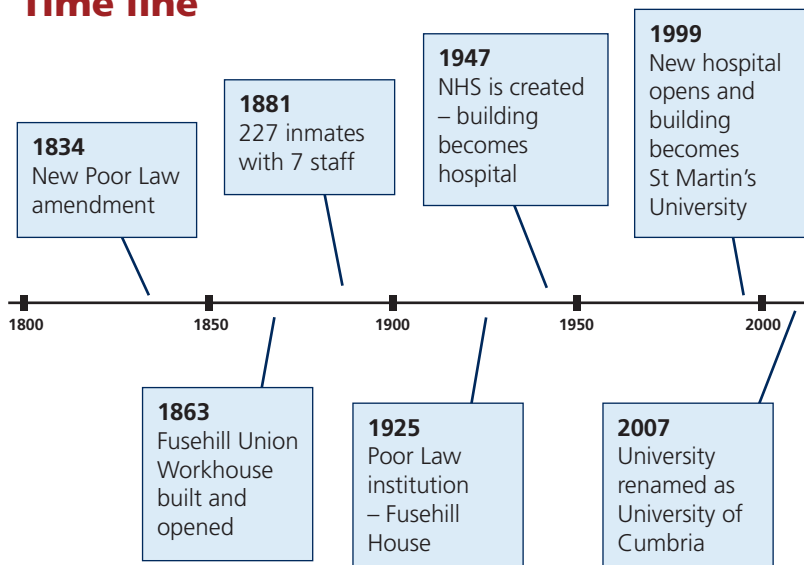 Time line
1834
New Poor Law
amendment
1881
227 inmates
with 7 staff
1947
NHS is created
– building
becomes
hospital
1999
New hospital
opens and
building
becomes
St Martin’s
University
1800
1850
1900
1950
2000
1863
Fusehill Union
Workhouse
built and
opened
1925
Poor Law
institution
– Fusehill
House
2007
University
renamed as
University of
Cumbria